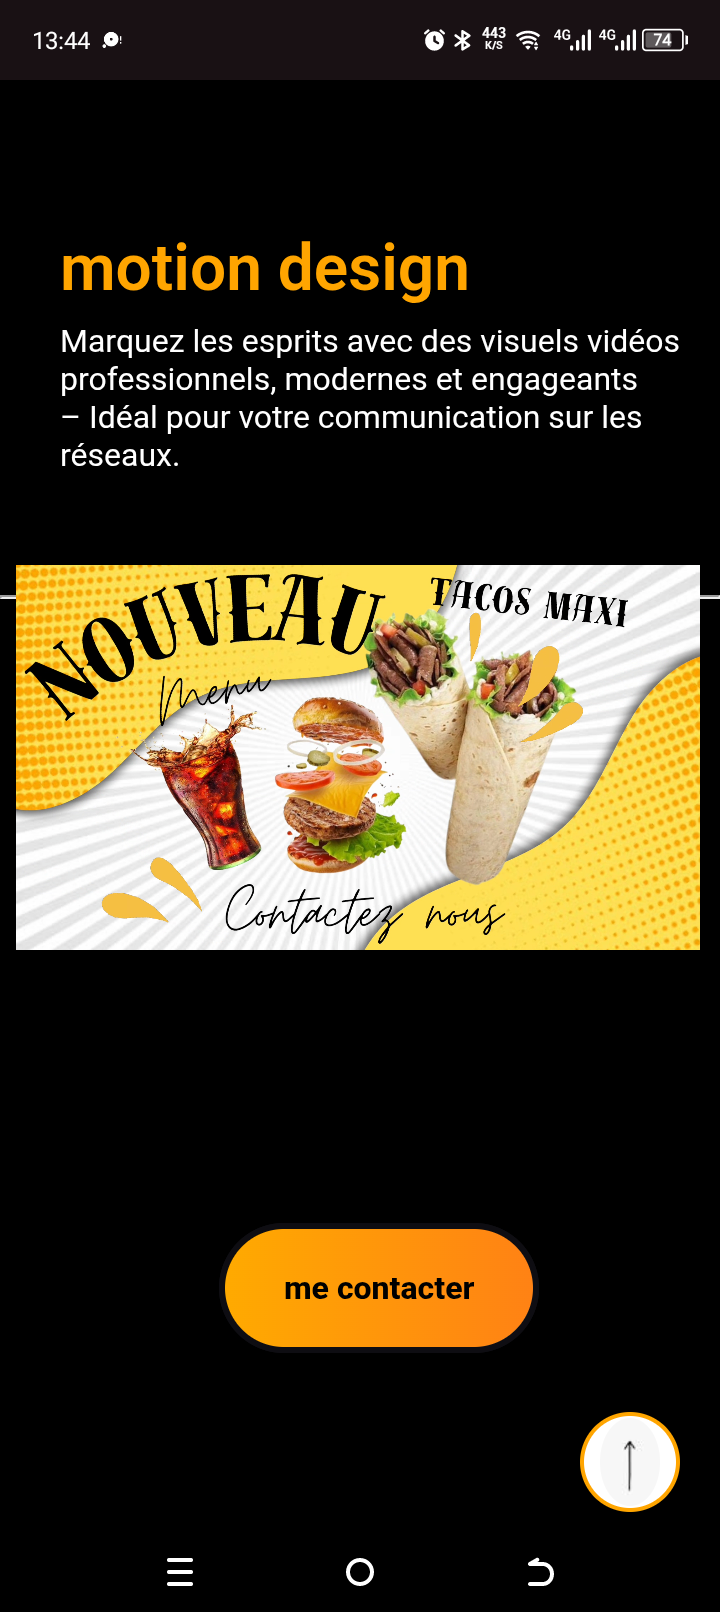 13:44
443
K/S
4G
4G
74
motion design
Marquez les esprits avec des visuels vidéos
professionnels, modernes et engageants
– Idéal pour votre communication sur les
réseaux.
NOUVEAU
TACOS MAXI
Menu
Contactez nous
me contacter